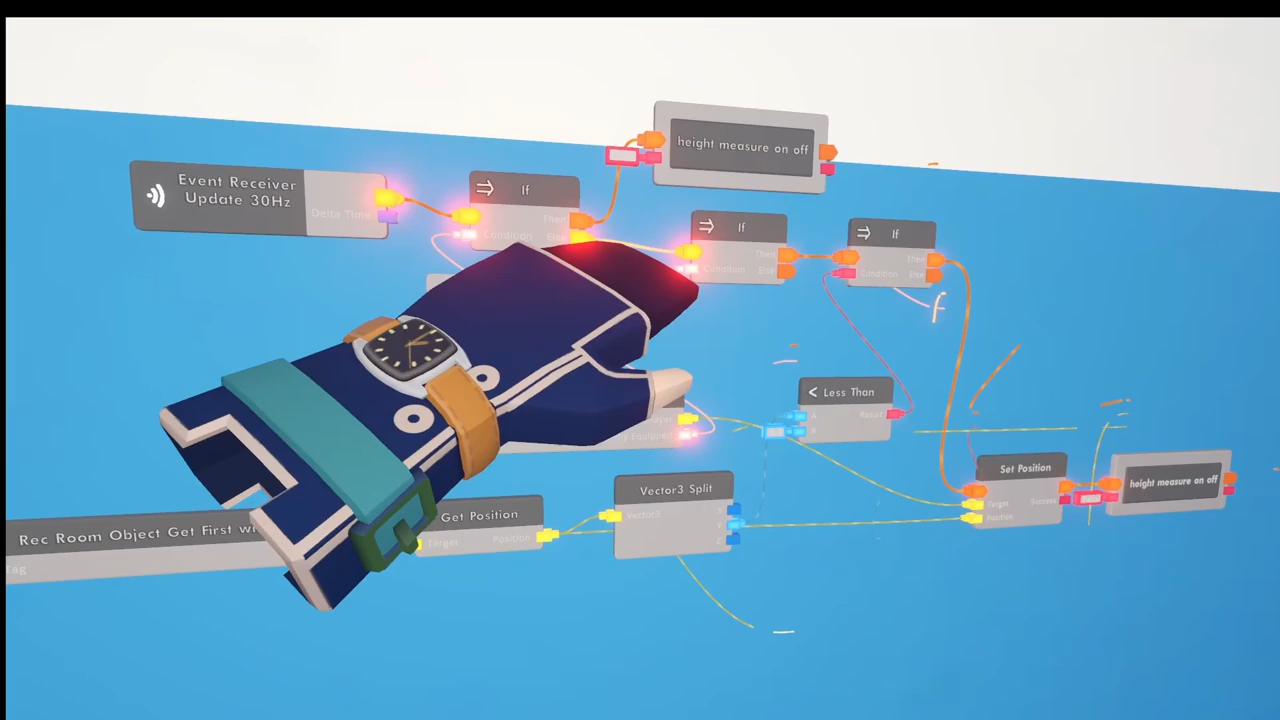 height measure on off
Event Receiver
Update 30Hz
Delta Time
If
Then
Condition
Else
If
Then
Condition
Else
If
Then
Condition
Else
Less Than
A
Result
B
Equipped
Set Position
Target
Success
Position
height measure on off
Vector3 Split
Vector3
X
Y
Z
Get Position
Target
Position
Rec Room Object Get First
Tag